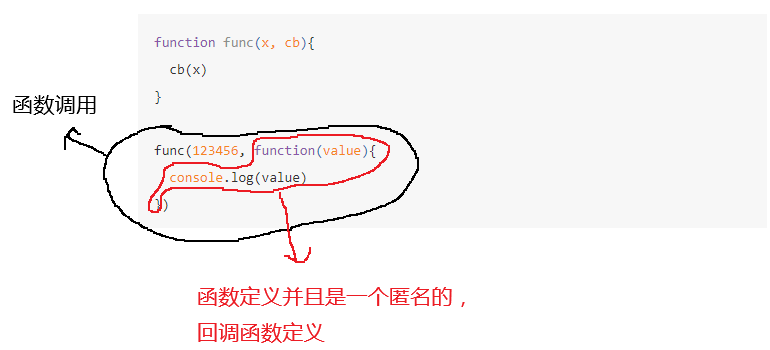 function func(x, cb){
cb(x)
}
函数调用
func(123456, function(value){
console.log(value)
})
函数定义并且是一个匿名的，
回调函数定义